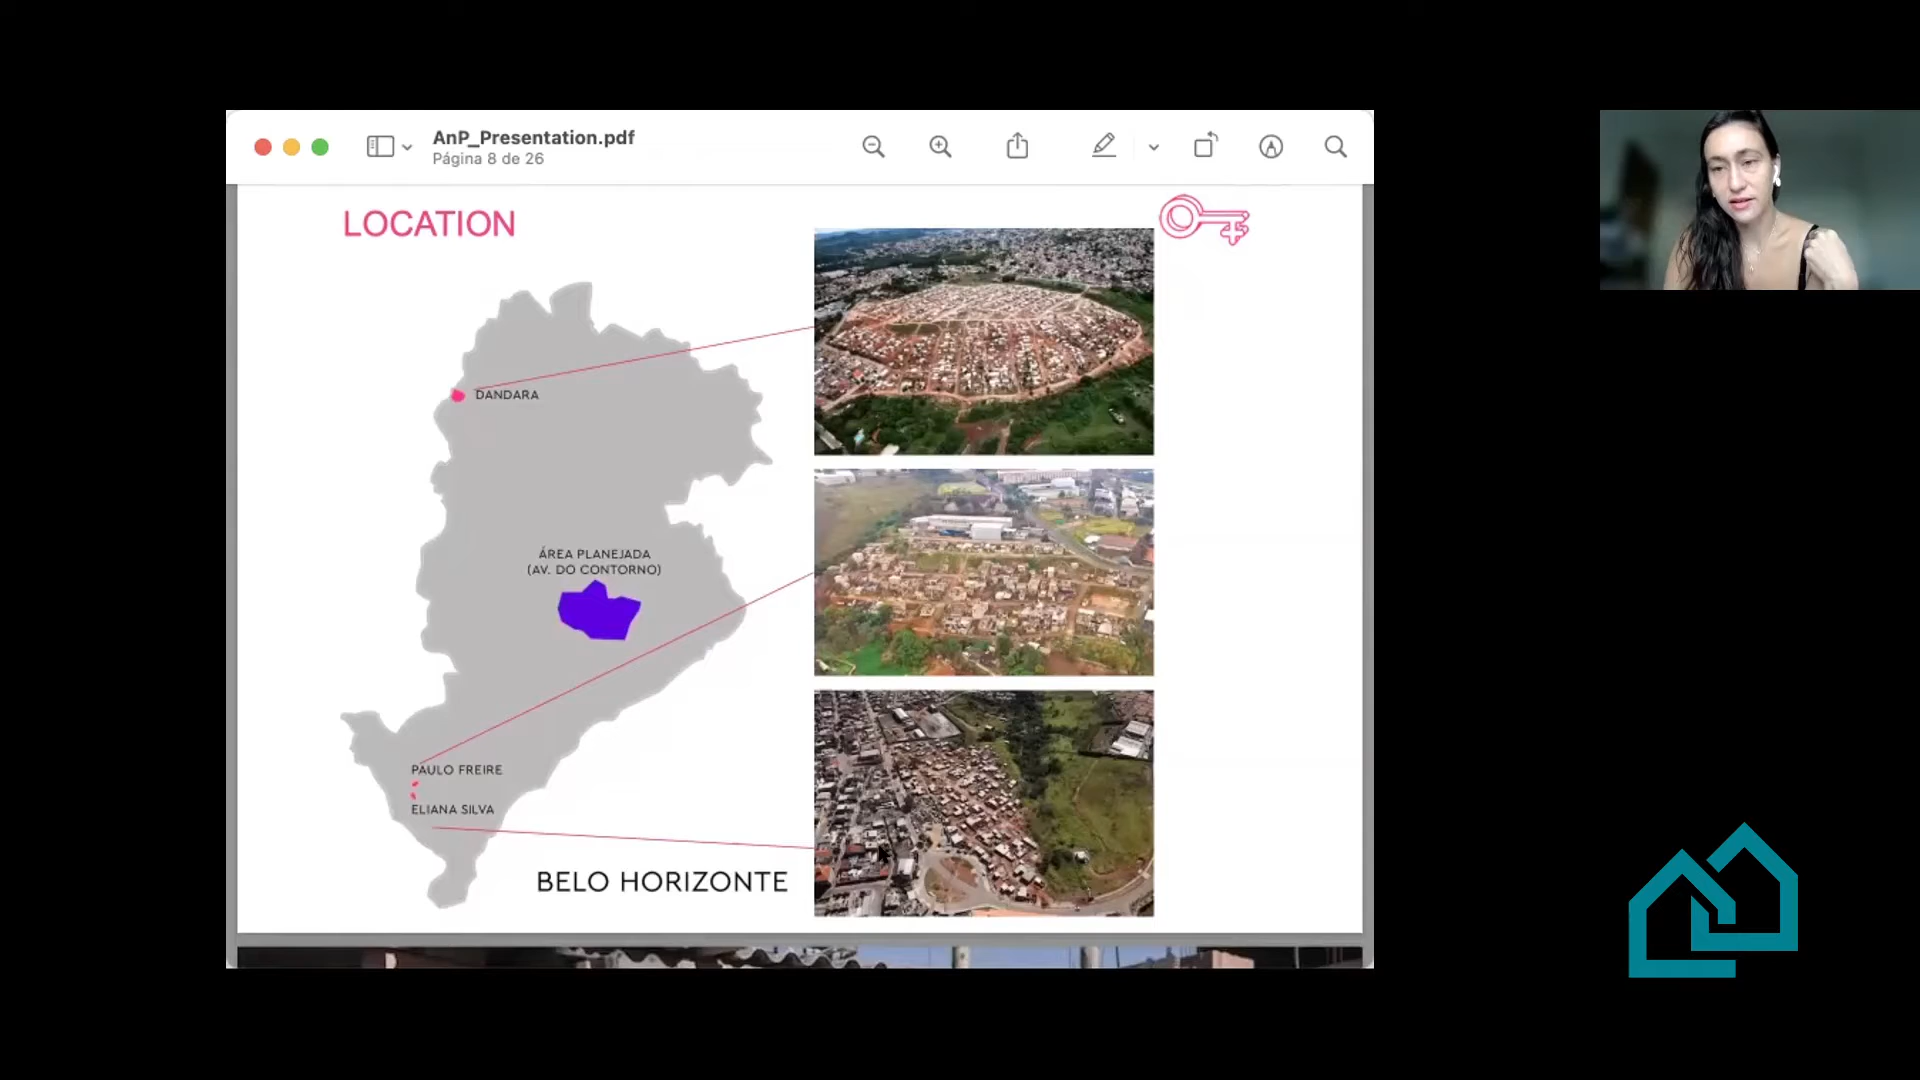 AnP_Presentation.pdf
Página 8 de 26
LOCATION
DANDARA
ÁREA PLANEJADA
(AV. DO CONTORNO)
PAULO FREIRE
ELIANA SILVA
BELO HORIZONTE